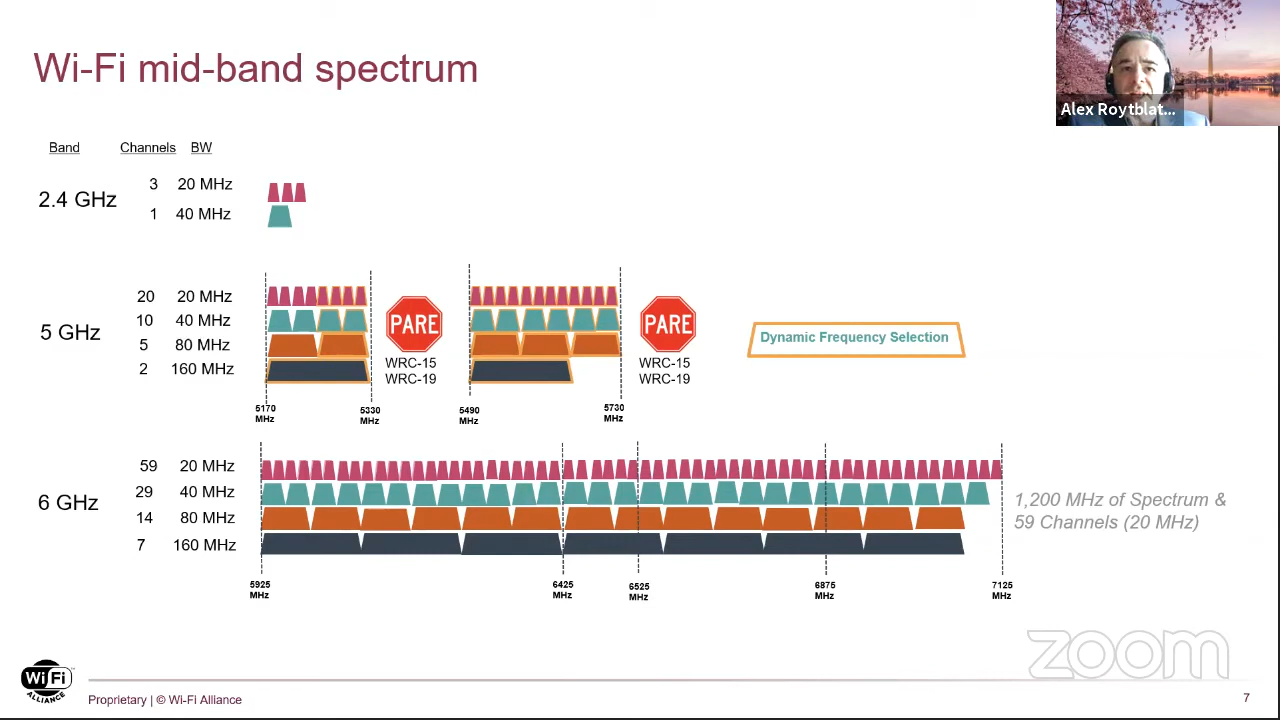 Wi-Fi mid-band spectrum
Alex Roytblat...
Band Channels BW
2.4 GHz
3 20 MHz
1 40 MHz
5 GHz
20 20 MHz
10 40 MHz
5 80 MHz
2 160 MHz
PARE
WRC-15
WRC-19
PARE
WRC-15
WRC-19
Dynamic Frequency Selection
5170
MHz
5330
MHz
5490
MHz
5730
MHz
6 GHz
59 20 MHz
29 40 MHz
14 80 MHz
7 160 MHz
1,200 MHz of Spectrum &
59 Channels (20 MHz)
5925
MHz
6425
MHz
6525
MHz
6875
MHz
7125
MHz
zoom
Wi Fi
ALLIANCE
Proprietary | © Wi-Fi Alliance
7